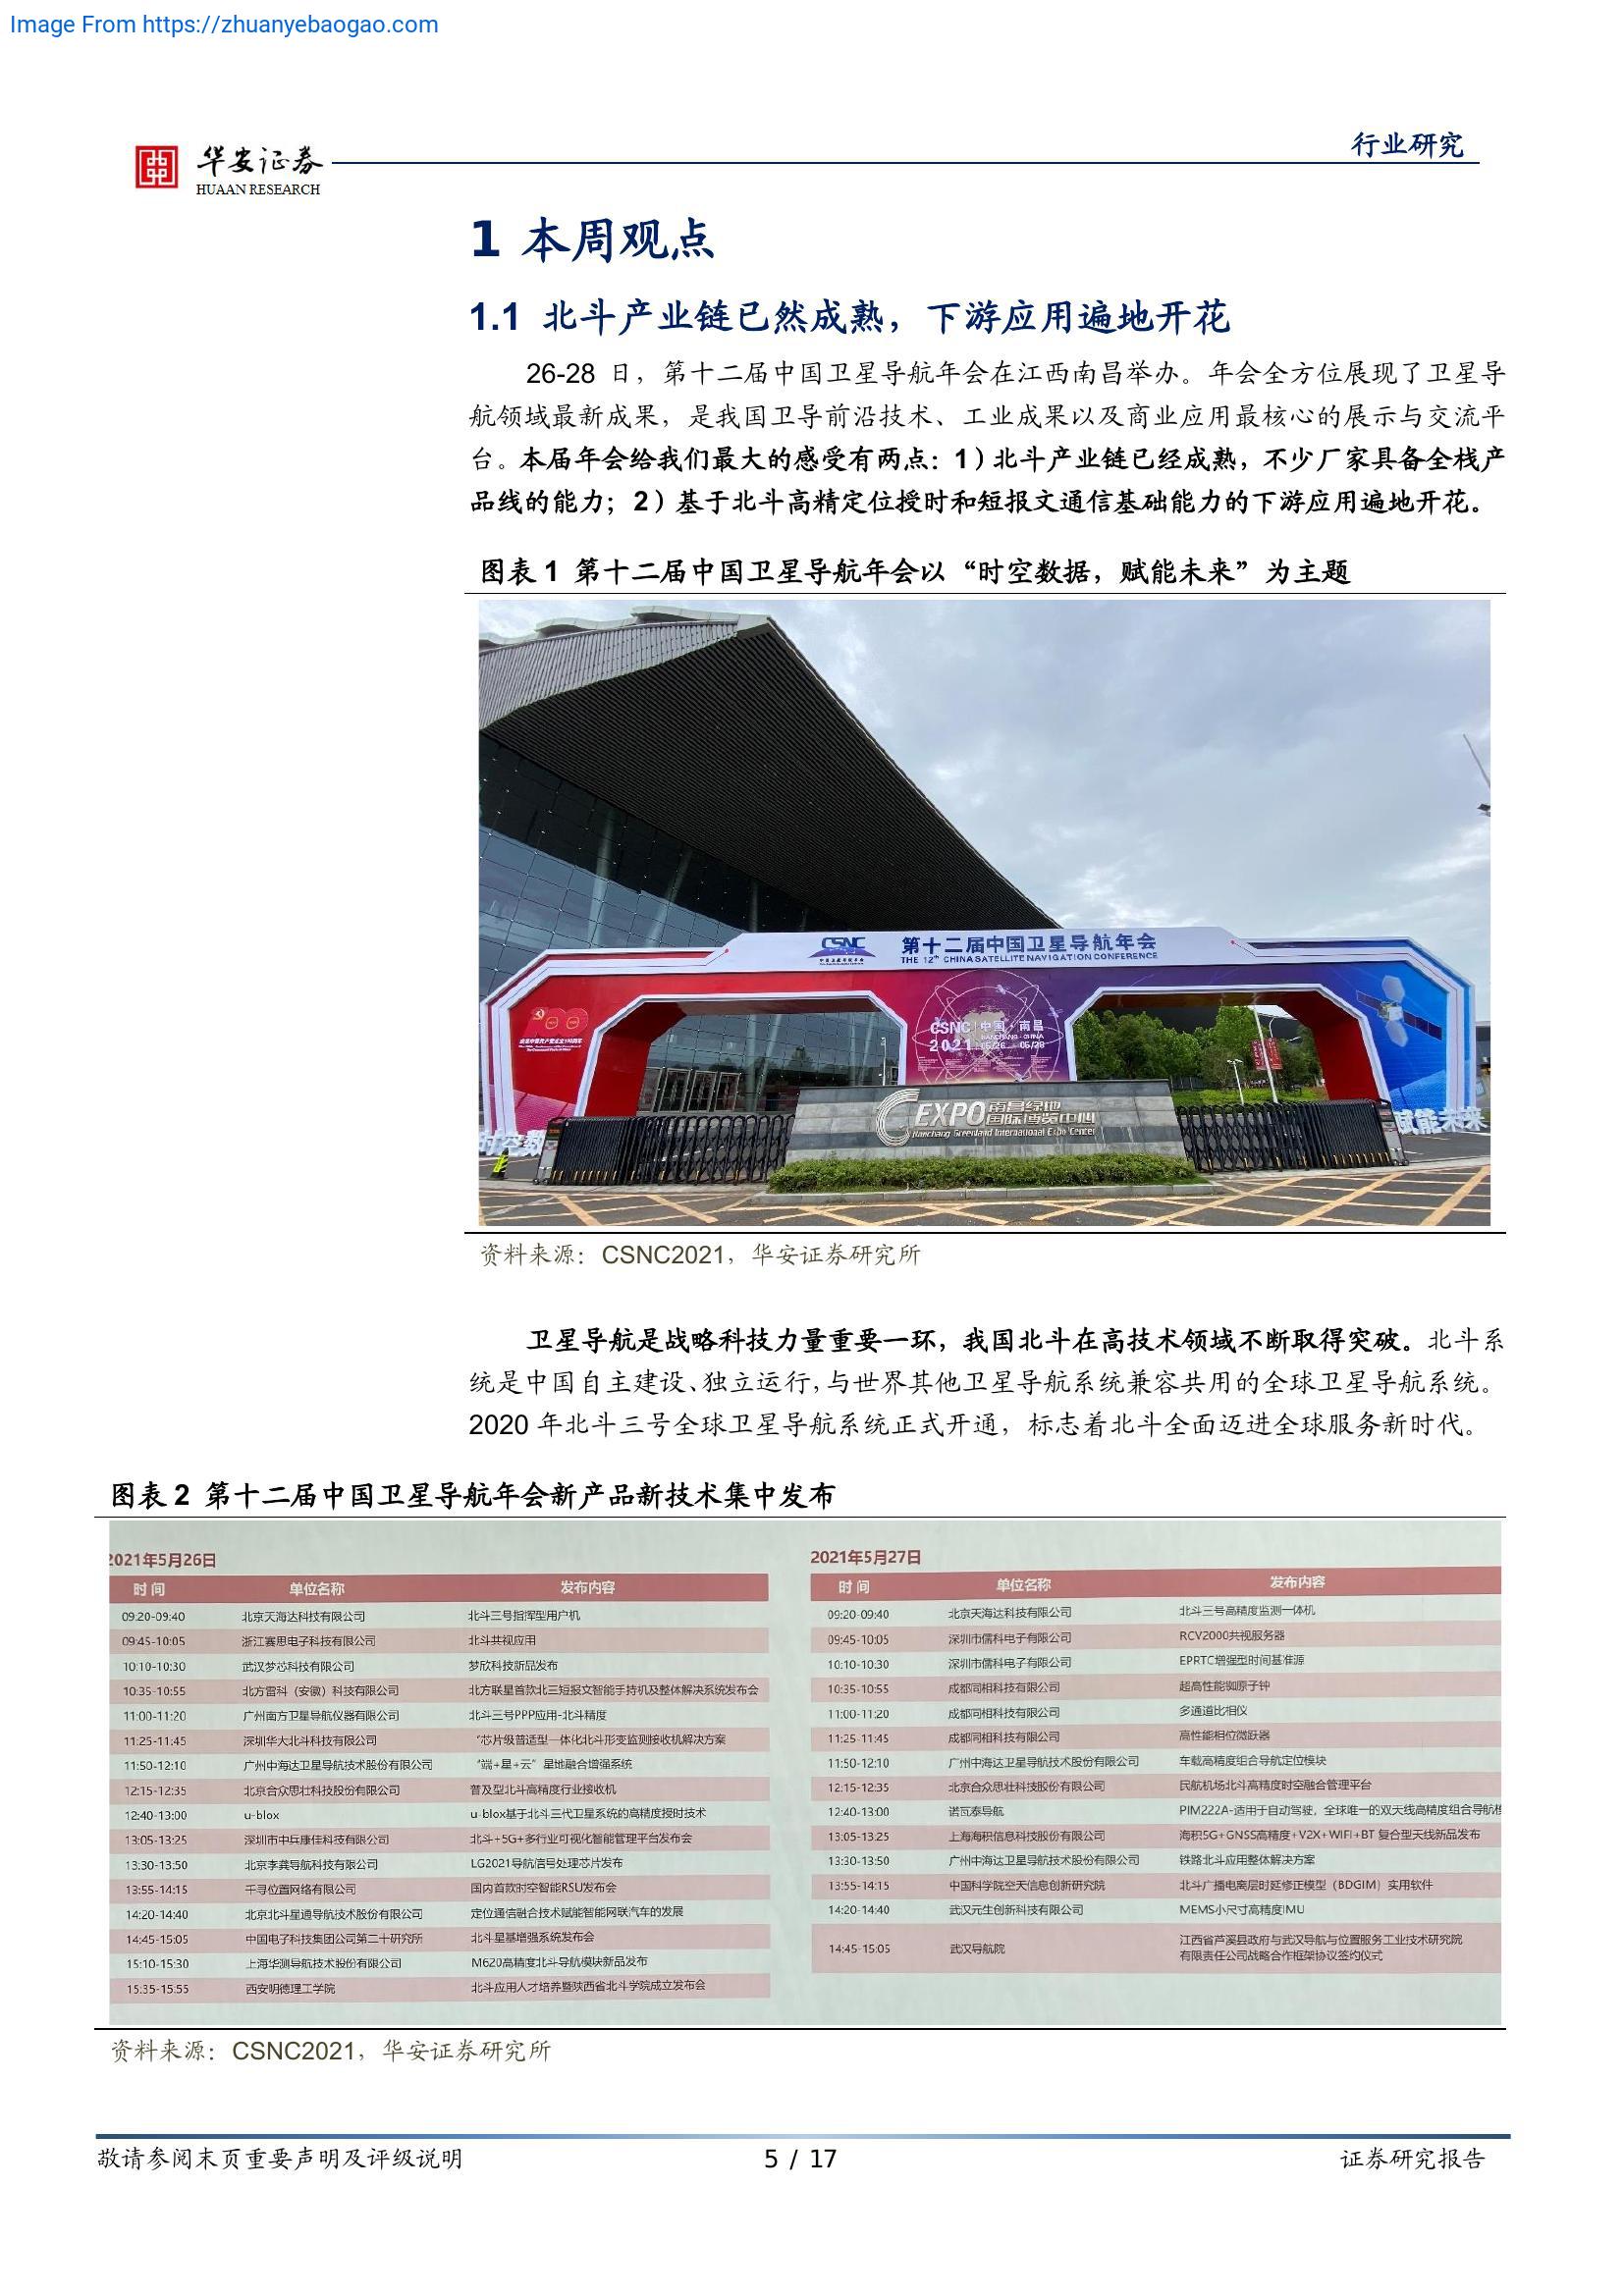 Image From https://zhuanyebaogao.com
华安证券
HUAAN RESEARCH
行业研究
1 本周观点
1.1 北斗产业链已然成熟，下游应用遍地开花
26-28 日，第十二届中国卫星导航年会在江西南昌举办。年会全方位展现了卫星导
航领域最新成果，是我国卫导前沿技术、工业成果以及商业应用最核心的展示与交流平
台。本届年会给我们最大的感受有两点：1）北斗产业链已经成熟，不少厂家具备全栈产
品线的能力；2）基于北斗高精定位授时和短报文通信基础能力的下游应用遍地开花。
图表 1 第十二届中国卫星导航年会以“时空数据，赋能未来”为主题
CSNC 第十二届中国卫星导航年会
THE 12th CHINA SATELLITE NAVIGATION CONFERENCE
CSNC 中国·南昌
2021 05/26 05/28
EXPO 南昌绿地
国际博览中心
Nanchang Greenland International Expo Center
时空数
赋能未来
资料来源：CSNC2021，华安证券研究所
卫星导航是战略科技力量重要一环，我国北斗在高技术领域不断取得突破。北斗系
统是中国自主建设、独立运行，与世界其他卫星导航系统兼容共用的全球卫星导航系统。
2020 年北斗三号全球卫星导航系统正式开通，标志着北斗全面迈进全球服务新时代。
图表 2 第十二届中国卫星导航年会新产品新技术集中发布
2021年5月26日
时间 单位名称 发布内容
09:20-09:40 北京天海达科技有限公司 北斗三号指挥型用户机
09:45-10:05 浙江赛思电子科技有限公司 北斗共视应用
10:10-10:30 武汉梦芯科技有限公司 梦欣科技新品发布
10:35-10:55 北方雷科（安徽）科技有限公司 北方联星首款北三短报文智能手持机及整体解决系统发布会
11:00-11:20 广州南方卫星导航仪器有限公司 北斗三号PPP应用-北斗精度
11:25-11:45 深圳华大北斗科技有限公司 “芯片级普适型一体化北斗形变监测接收机解决方案
11:50-12:10 广州中海达卫星导航技术股份有限公司 “端+星+云”星地融合增强系统
12:15-12:35 北京合众思壮科技股份有限公司 普及型北斗高精度行业接收机
12:40-13:00 u-blox u-blox基于北斗三代卫星系统的高精度授时技术
13:05-13:25 深圳市中兵康佳科技有限公司 北斗+5G+多行业可视化智能管理平台发布会
13:30-13:50 北京李龚导航科技有限公司 LG2021导航信号处理芯片发布
13:55-14:15 千寻位置网络有限公司 国内首款时空智能RSU发布会
14:20-14:40 北京北斗星通导航技术股份有限公司 定位通信融合技术赋能智能网联汽车的发展
14:45-15:05 中国电子科技集团公司第二十研究所 北斗星基增强系统发布会
15:10-15:30 上海华测导航技术股份有限公司 M620高精度北斗导航模块新品发布
15:35-15:55 西安明德理工学院 北斗应用人才培养暨陕西省北斗学院成立发布会
2021年5月27日
时间 单位名称 发布内容
09:20-09:40 北京天海达科技有限公司 北斗三号高精度监测一体机
09:45-10:05 深圳市儒科电子有限公司 RCV2000共视服务器
10:10-10:30 深圳市儒科电子有限公司 EPRTC增强型时间基准源
10:35-10:55 成都同相科技有限公司 超高性能铷原子钟
11:00-11:20 成都同相科技有限公司 多通道比相仪
11:25-11:45 成都同相科技有限公司 高性能相位微跃器
11:50-12:10 广州中海达卫星导航技术股份有限公司 车载高精度组合导航定位模块
12:15-12:35 北京合众思壮科技股份有限公司 民航机场北斗高精度时空融合管理平台
12:40-13:00 诺瓦泰导航 PIM222A-适用于自动驾驶，全球唯一的双天线高精度组合导航模
13:05-13:25 上海海积信息科技股份有限公司 海积5G+GNSS高精度+V2X+WIFI+BT 复合型天线新品发布
13:30-13:50 广州中海达卫星导航技术股份有限公司 铁路北斗应用整体解决方案
13:55-14:15 中国科学院空天信息创新研究院 北斗广播电离层时延修正模型（BDGIM）实用软件
14:20-14:40 武汉元生创新科技有限公司 MEMS小尺寸高精度IMU
14:45-15:05 武汉导航院 江西省芦溪县政府与武汉导航与位置服务工业技术研究院
有限责任公司战略合作框架协议签约仪式
资料来源：CSNC2021，华安证券研究所
敬请参阅末页重要声明及评级说明
5 / 17
证券研究报告